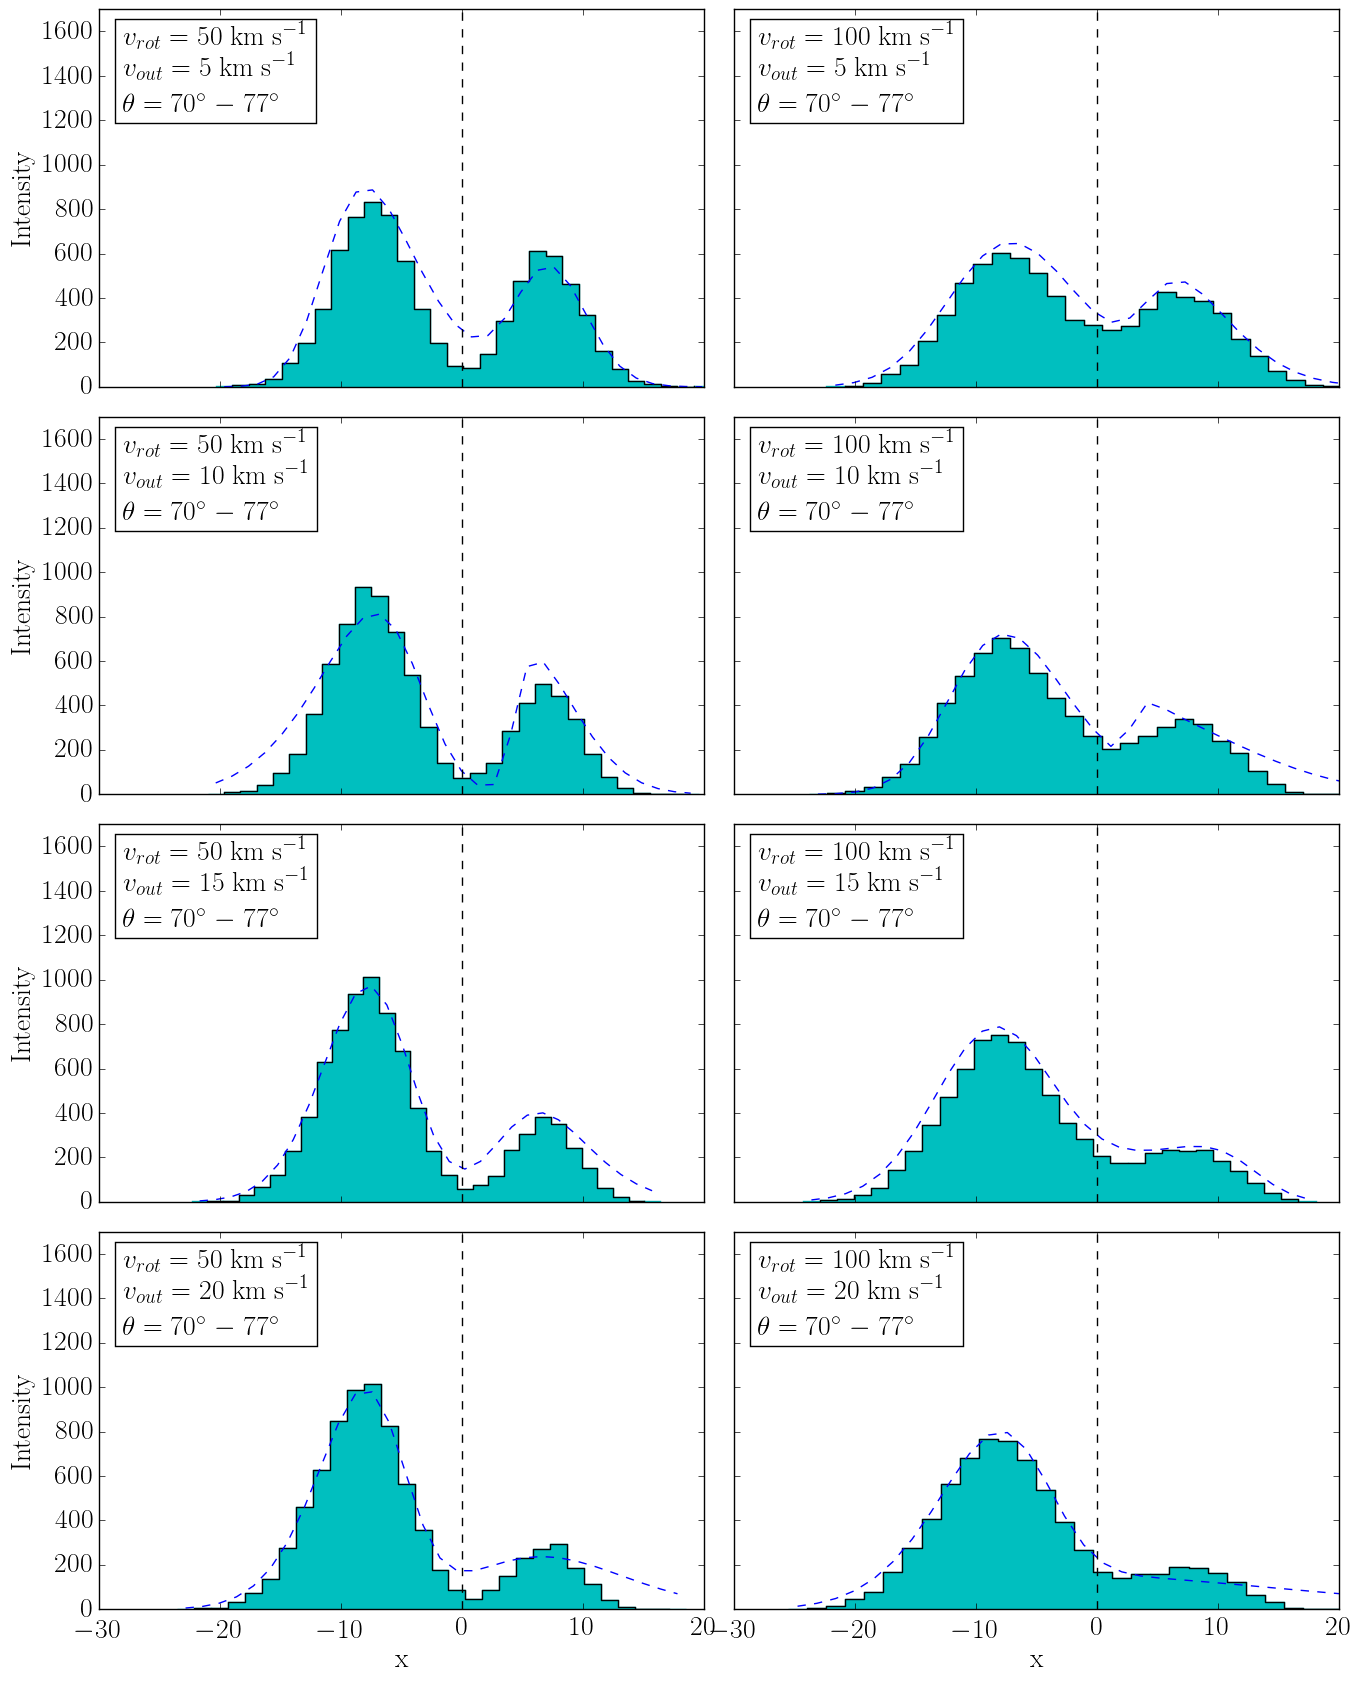 1600
1400
1200
1000
800
600
400
200
0
Intensity
v_rot = 50 km s⁻¹
v_out = 5 km s⁻¹
θ = 70° − 77°
v_rot = 100 km s⁻¹
v_out = 5 km s⁻¹
θ = 70° − 77°
1600
1400
1200
1000
800
600
400
200
0
Intensity
v_rot = 50 km s⁻¹
v_out = 10 km s⁻¹
θ = 70° − 77°
v_rot = 100 km s⁻¹
v_out = 10 km s⁻¹
θ = 70° − 77°
1600
1400
1200
1000
800
600
400
200
0
Intensity
v_rot = 50 km s⁻¹
v_out = 15 km s⁻¹
θ = 70° − 77°
v_rot = 100 km s⁻¹
v_out = 15 km s⁻¹
θ = 70° − 77°
1600
1400
1200
1000
800
600
400
200
0
Intensity
v_rot = 50 km s⁻¹
v_out = 20 km s⁻¹
θ = 70° − 77°
v_rot = 100 km s⁻¹
v_out = 20 km s⁻¹
θ = 70° − 77°
−30 −20 −10 0 10 20
x
−30 −20 −10 0 10 20
x